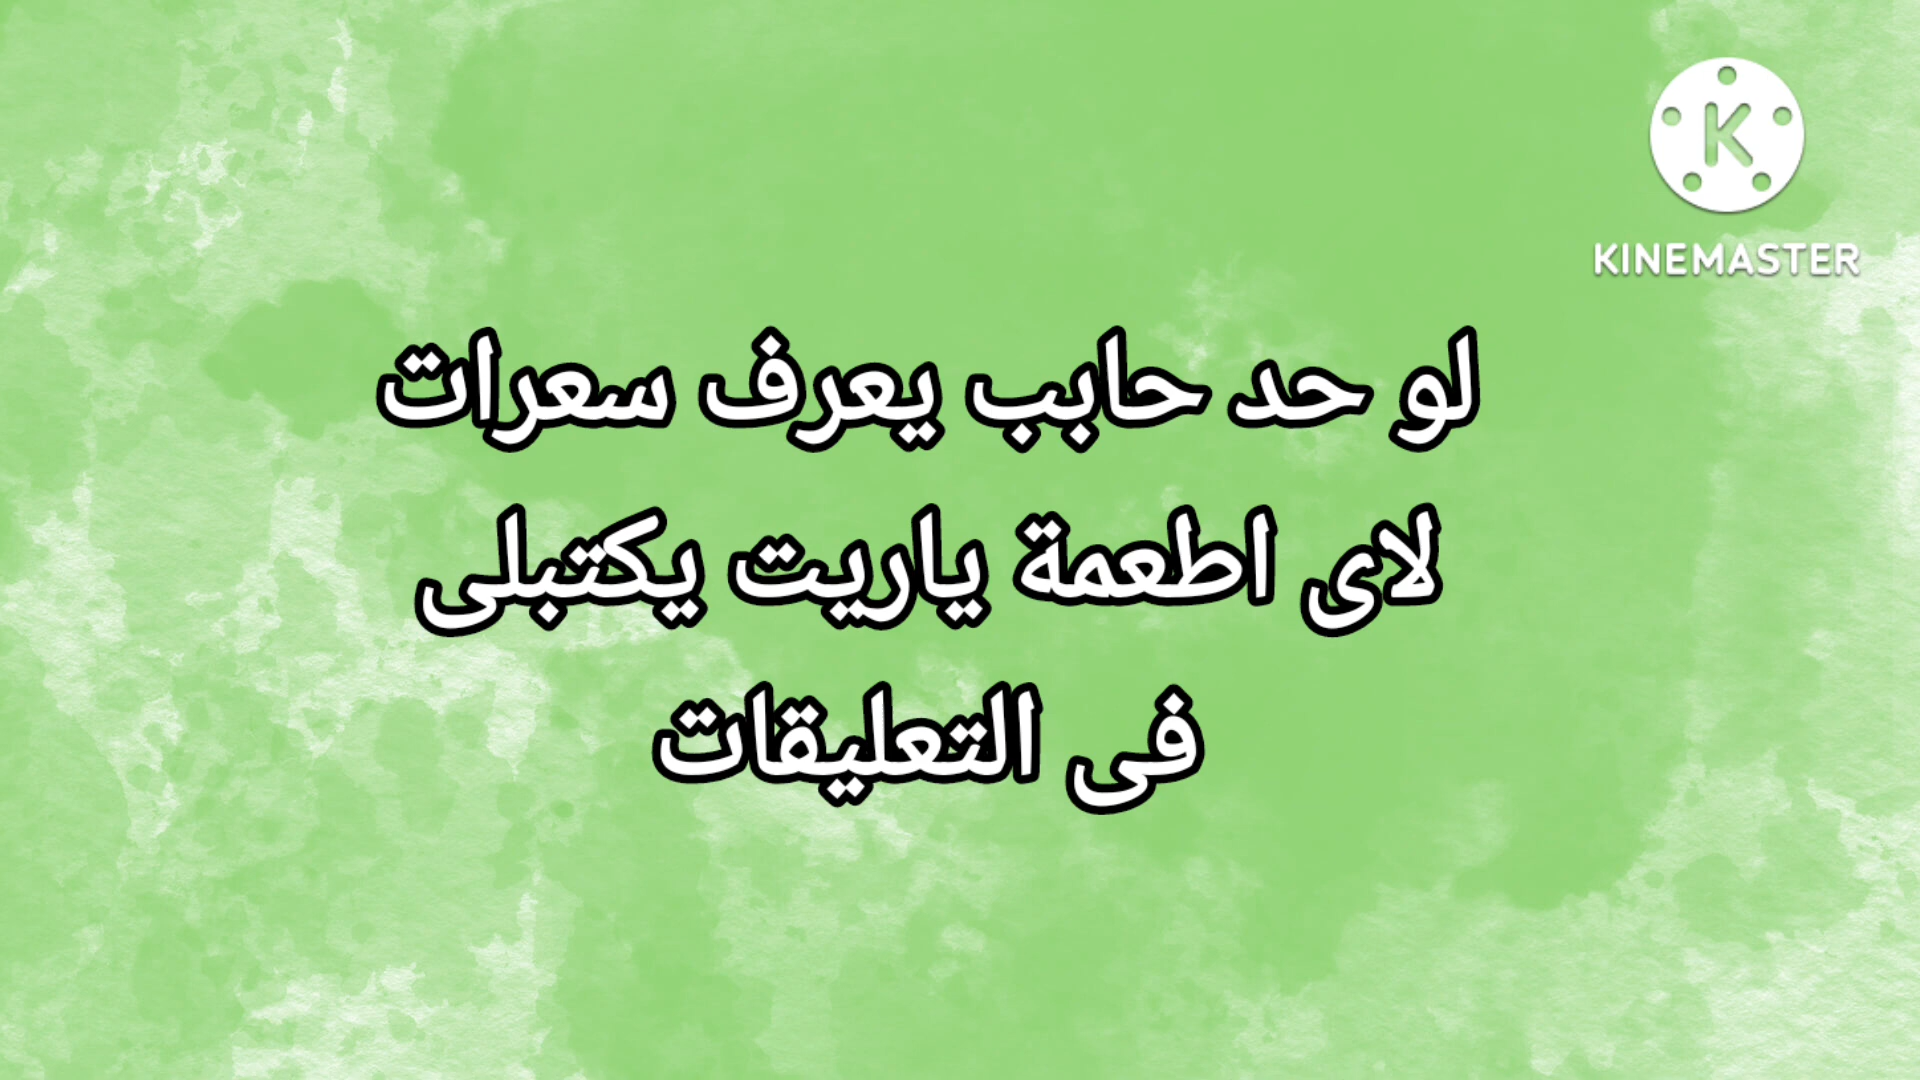 K
KINEMASTER
لو حد حابب يعرف سعرات
لاى اطعمة ياريت يكتبلى
فى التعليقات